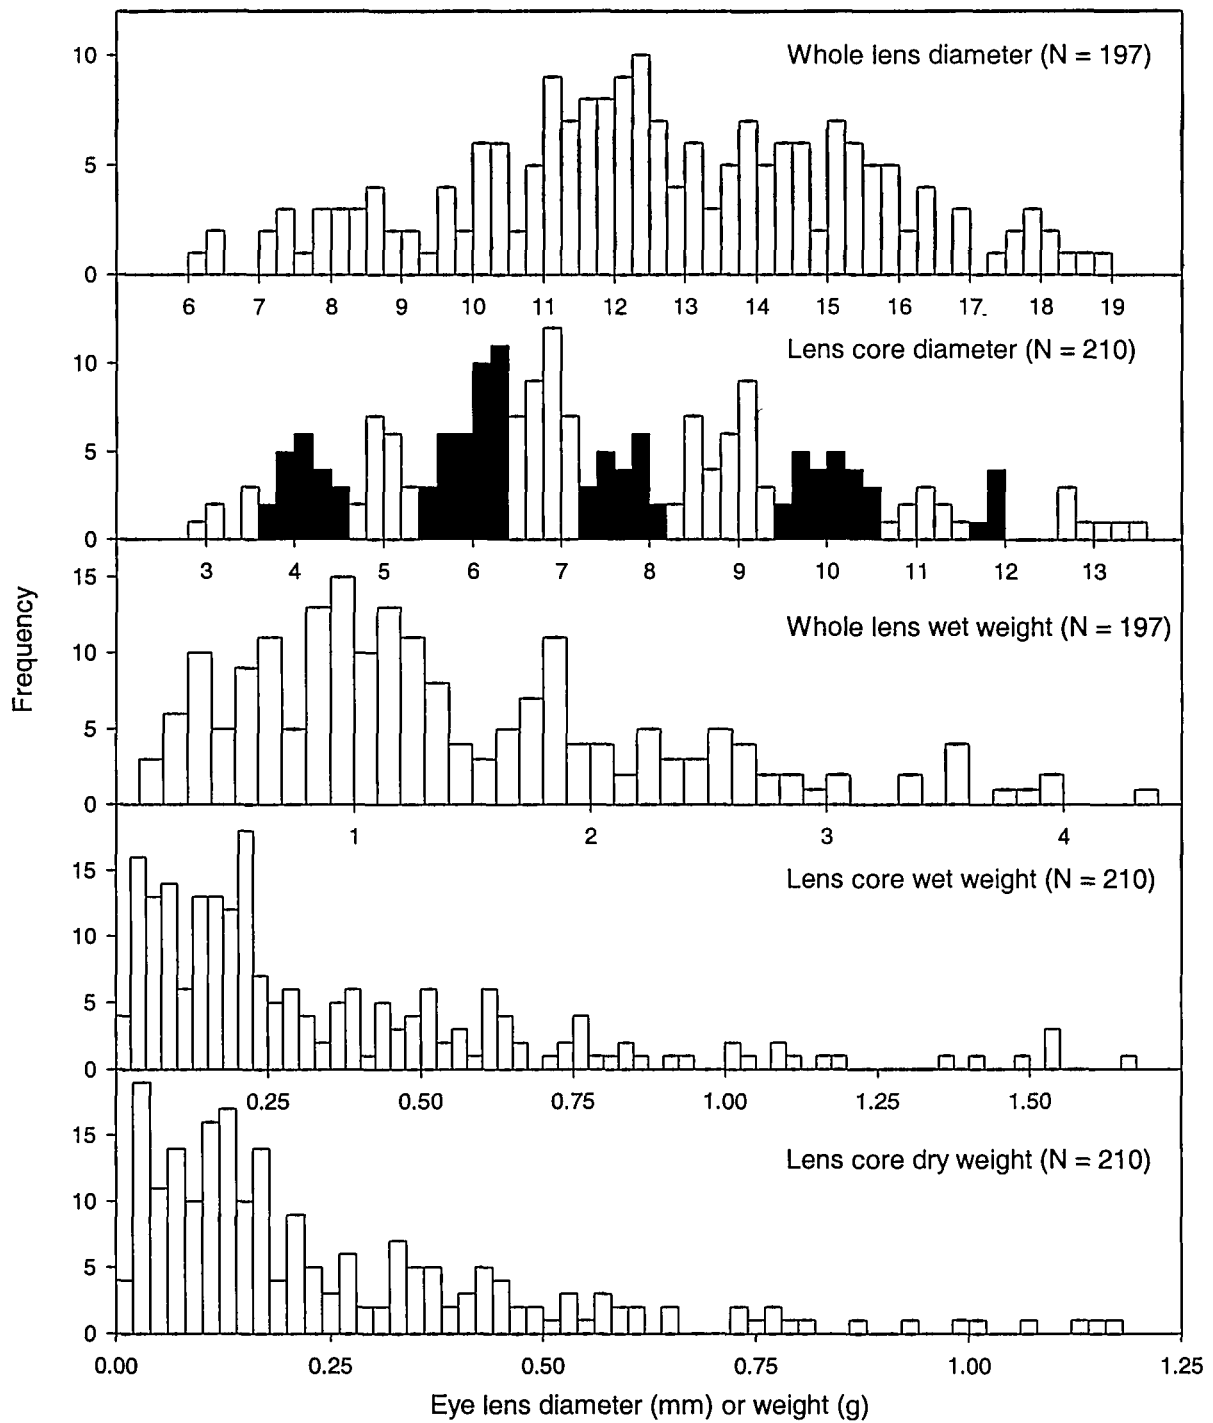 10
5
0
Whole lens diameter (N = 197)
6 7 8 9 10 11 12 13 14 15 16 17 18 19
10
5
0
Lens core diameter (N = 210)
3 4 5 6 7 8 9 10 11 12 13
Frequency
15
10
5
0
Whole lens wet weight (N = 197)
1 2 3 4
15
10
5
0
Lens core wet weight (N = 210)
0.25 0.50 0.75 1.00 1.25 1.50
15
10
5
0
Lens core dry weight (N = 210)
0.00 0.25 0.50 0.75 1.00 1.25
Eye lens diameter (mm) or weight (g)